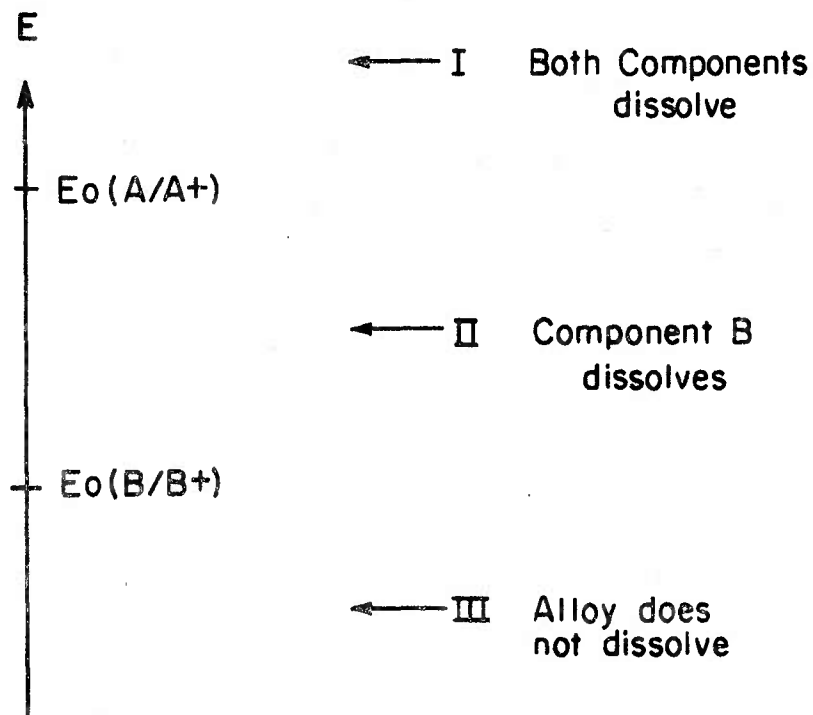 E
I Both Components
dissolve
Eo(A/A+)
II Component B
dissolves
Eo(B/B+)
III Alloy does
not dissolve